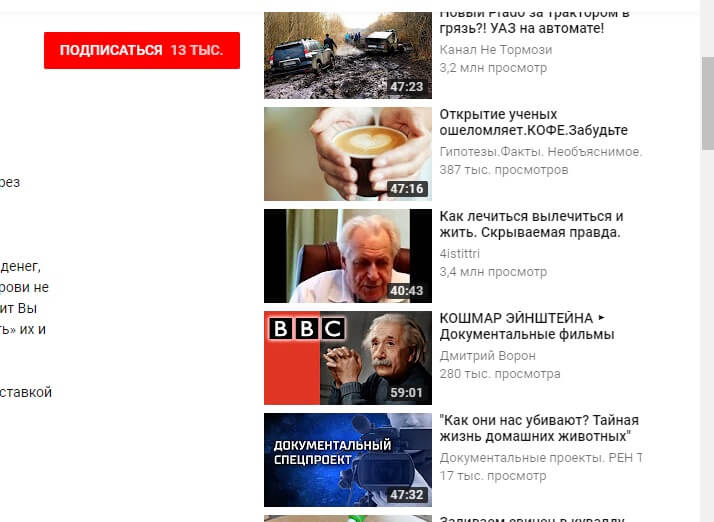 ПОДПИСАТЬСЯ 13 ТЫС.
рез
денег,
рови не
ит Вы
ть» их и
ставкой
Новый Prado за трактором в
грязь?! УАЗ на автомате!
Канал Не Тормози
3,2 млн просмотр
47:23
Открытие ученых
ошеломляет.КОФЕ.Забудьте
Гипотезы.Факты. Необъяснимое.
387 тыс. просмотров
47:16
Как лечиться вылечиться и
жить. Скрываемая правда.
4istittri
3,4 млн просмотр
40:43
КОШМАР ЭЙНШТЕЙНА ►
Документальные фильмы
Дмитрий Ворон
280 тыс. просмотра
BBC
59:01
"Как они нас убивают? Тайная
жизнь домашних животных"
Документальные проекты. РЕН Т
17 тыс. просмотр
ДОКУМЕНТАЛЬНЫЙ
СПЕЦПРОЕКТ
47:32
Заливаем свинец в кувалду